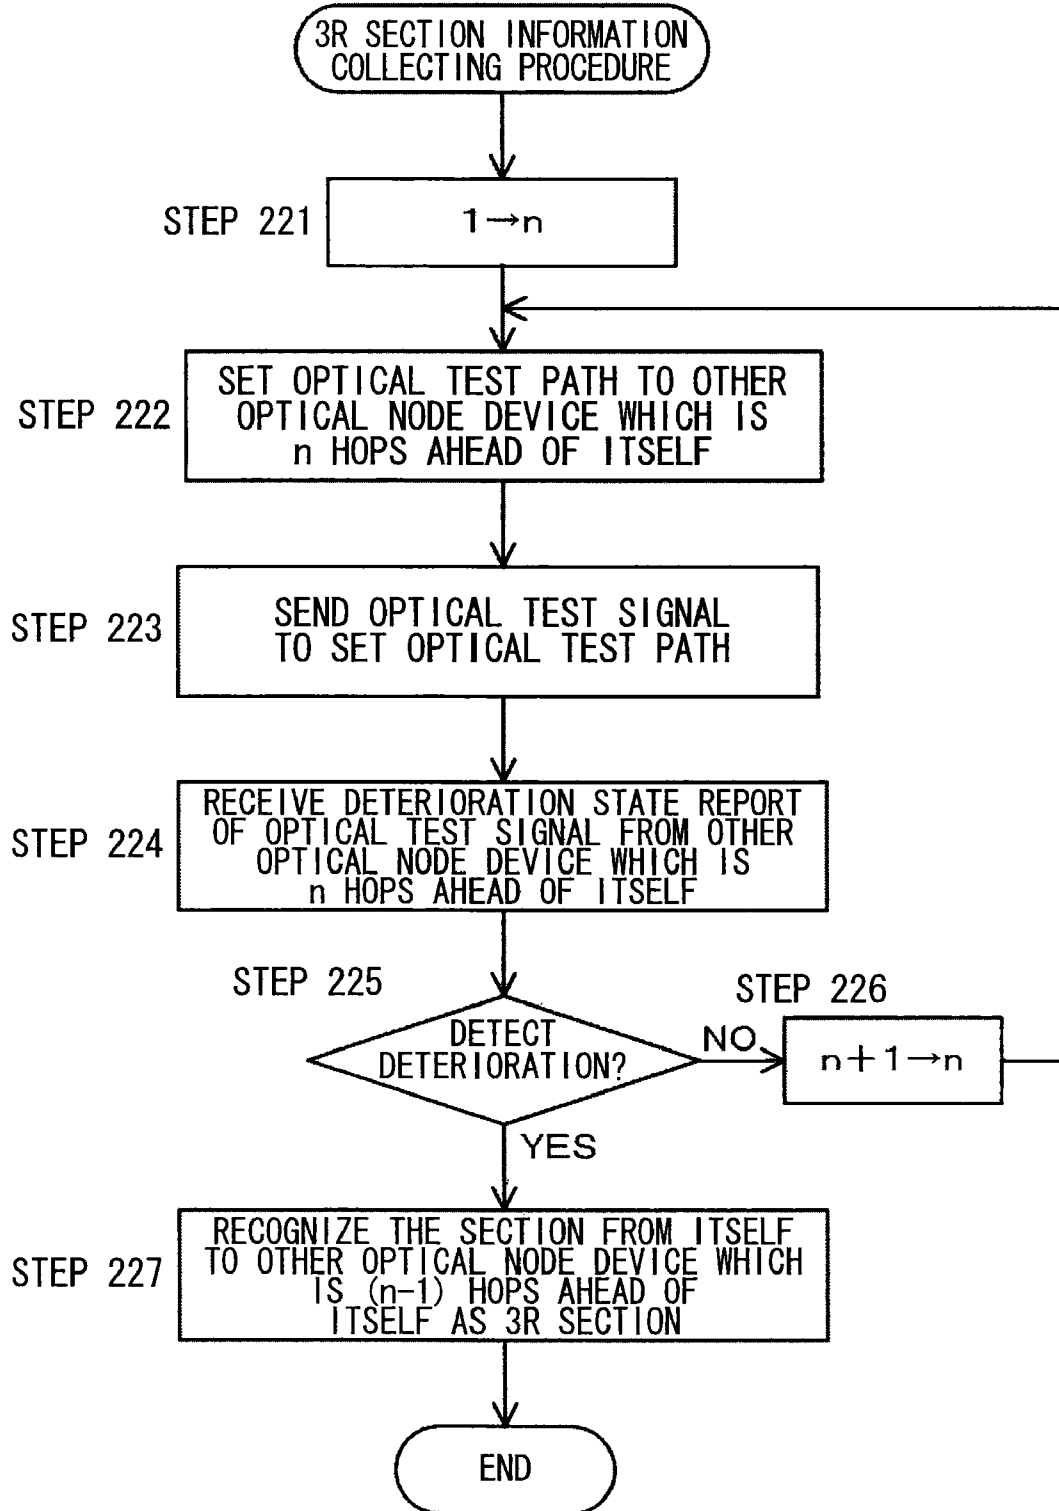 3R SECTION INFORMATION
COLLECTING PROCEDURE
STEP 221
1→n
STEP 222
SET OPTICAL TEST PATH TO OTHER
OPTICAL NODE DEVICE WHICH IS
n HOPS AHEAD OF ITSELF
STEP 223
SEND OPTICAL TEST SIGNAL
TO SET OPTICAL TEST PATH
STEP 224
RECEIVE DETERIORATION STATE REPORT
OF OPTICAL TEST SIGNAL FROM OTHER
OPTICAL NODE DEVICE WHICH IS
n HOPS AHEAD OF ITSELF
STEP 225
DETECT
DETERIORATION?
NO
STEP 226
n+1→n
YES
STEP 227
RECOGNIZE THE SECTION FROM ITSELF
TO OTHER OPTICAL NODE DEVICE WHICH
IS (n-1) HOPS AHEAD OF
ITSELF AS 3R SECTION
END